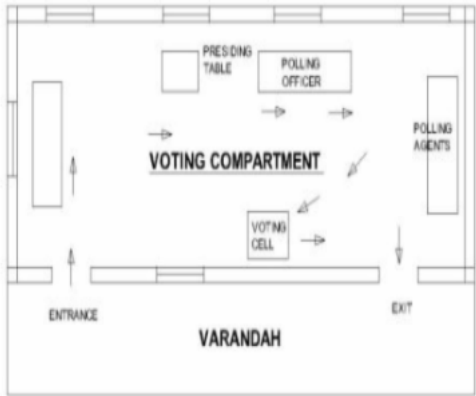 PRESIDING
TABLE
POLLING
OFFICER
POLLING
AGENTS
VOTING COMPARTMENT
VOTING
CELL
ENTRANCE
EXIT
VARANDAH